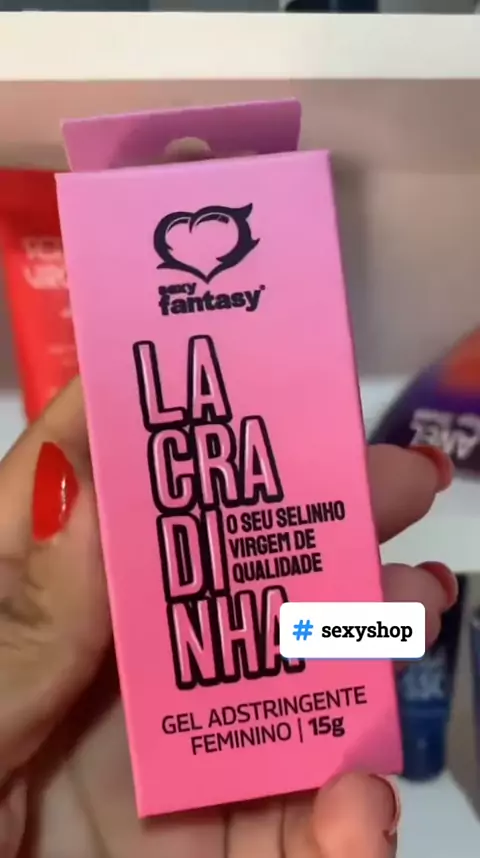 sexy
fantasy®
LA
CRA
DI
NHA
O SEU SELINHO
VIRGEM DE
QUALIDADE
# sexyshop
GEL ADSTRINGENTE
FEMININO | 15g